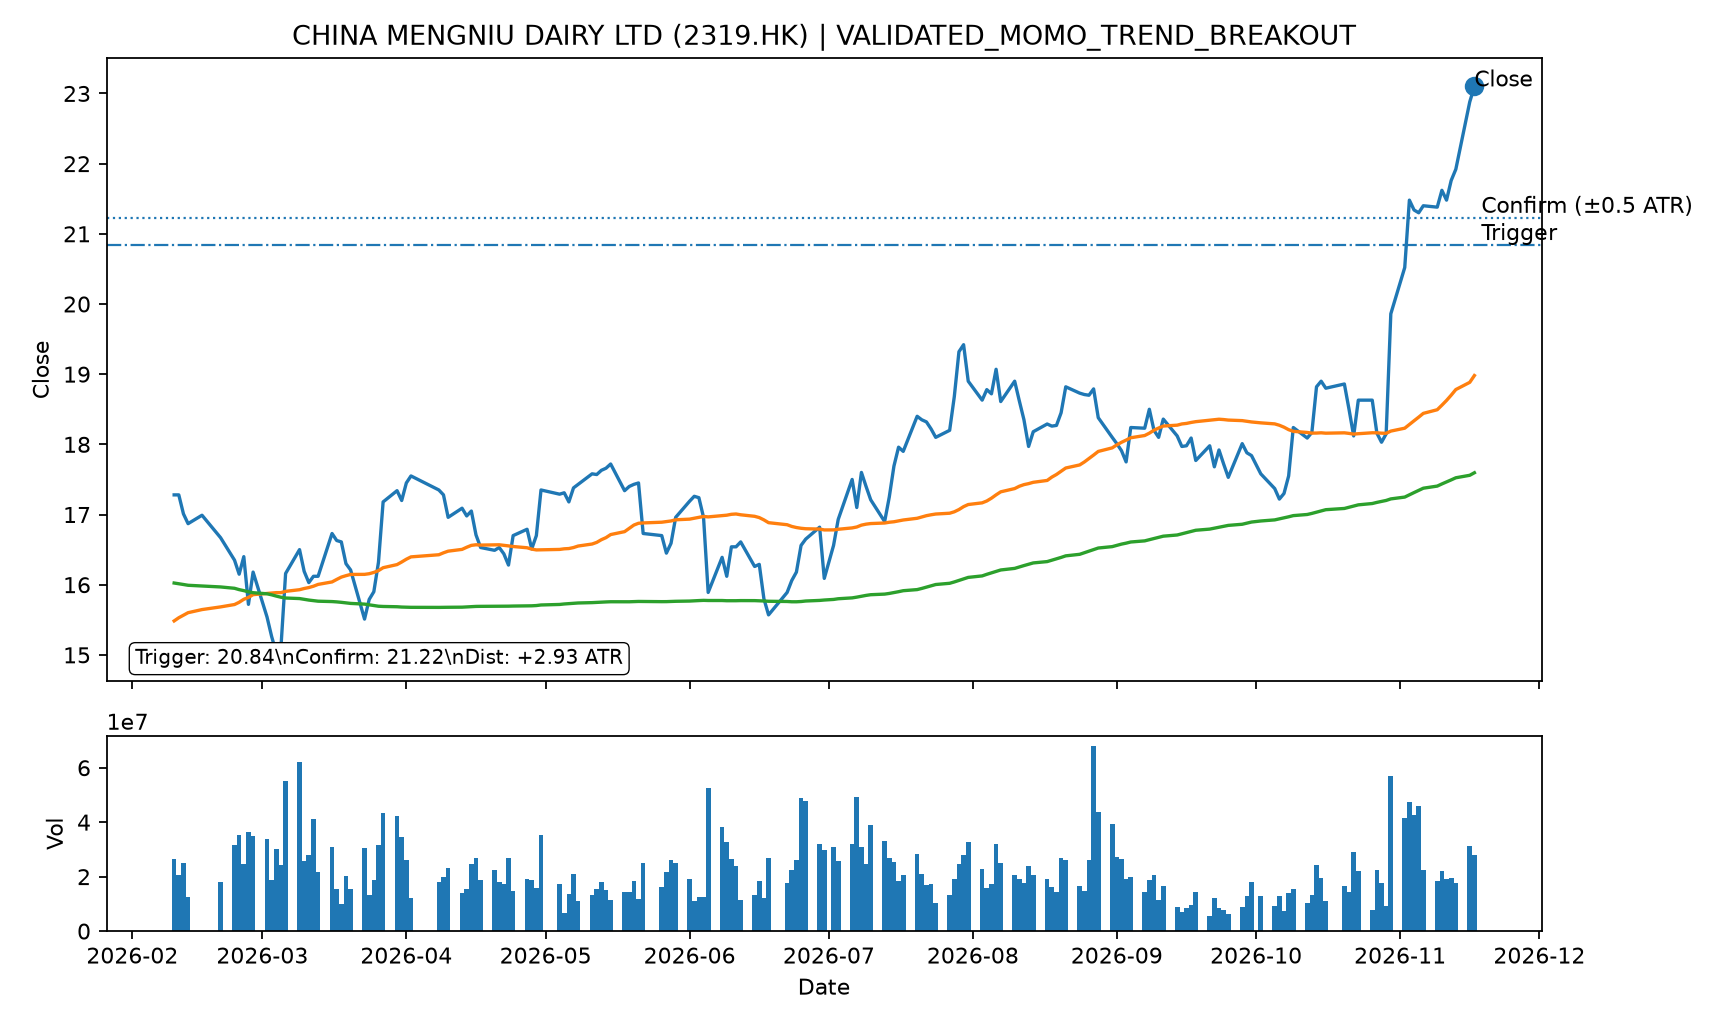 CHINA MENGNIU DAIRY LTD (2319.HK) | VALIDATED_MOMO_TREND_BREAKOUT
Close
23
22
21
20
19
18
17
16
15
Close
Confirm (±0.5 ATR)
Trigger
Trigger: 20.84\nConfirm: 21.22\nDist: +2.93 ATR
1e7
Vol
6
4
2
0
2026-02 2026-03 2026-04 2026-05 2026-06 2026-07 2026-08 2026-09 2026-10 2026-11 2026-12
Date